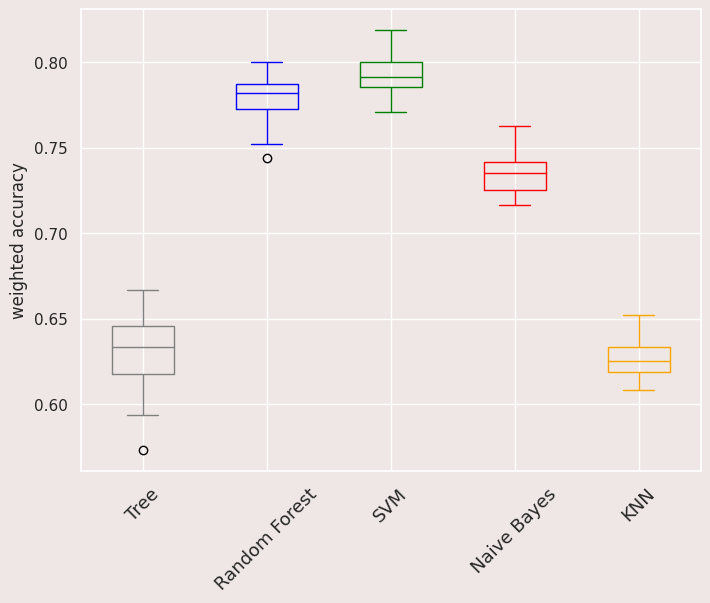 weighted accuracy
0.80
0.75
0.70
0.65
0.60
Tree
Random Forest
SVM
Naive Bayes
KNN